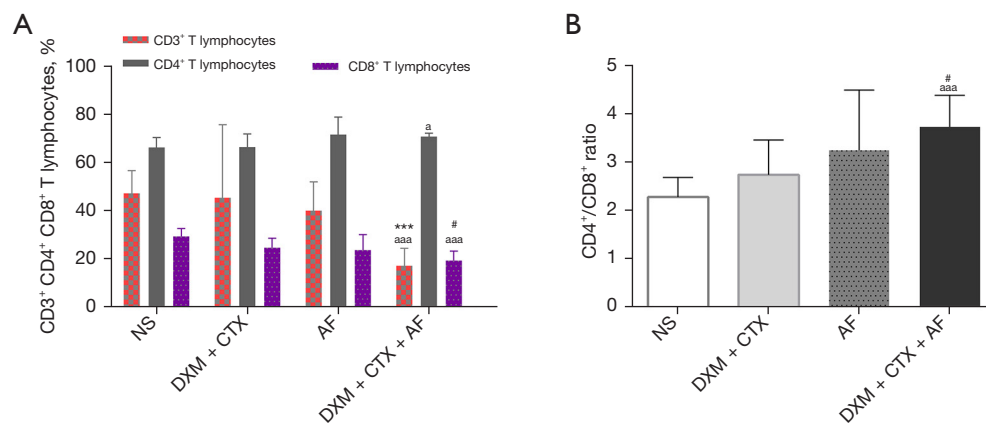 A
CD3⁺ CD4⁺ CD8⁺ T lymphocytes, %
CD3⁺ T lymphocytes
CD4⁺ T lymphocytes
CD8⁺ T lymphocytes
100
80
60
40
20
0
a
***
aaa
#
aaa
NS
DXM + CTX
AF
DXM + CTX + AF
B
CD4⁺/CD8⁺ ratio
5
4
3
2
1
0
#
aaa
NS
DXM + CTX
AF
DXM + CTX + AF